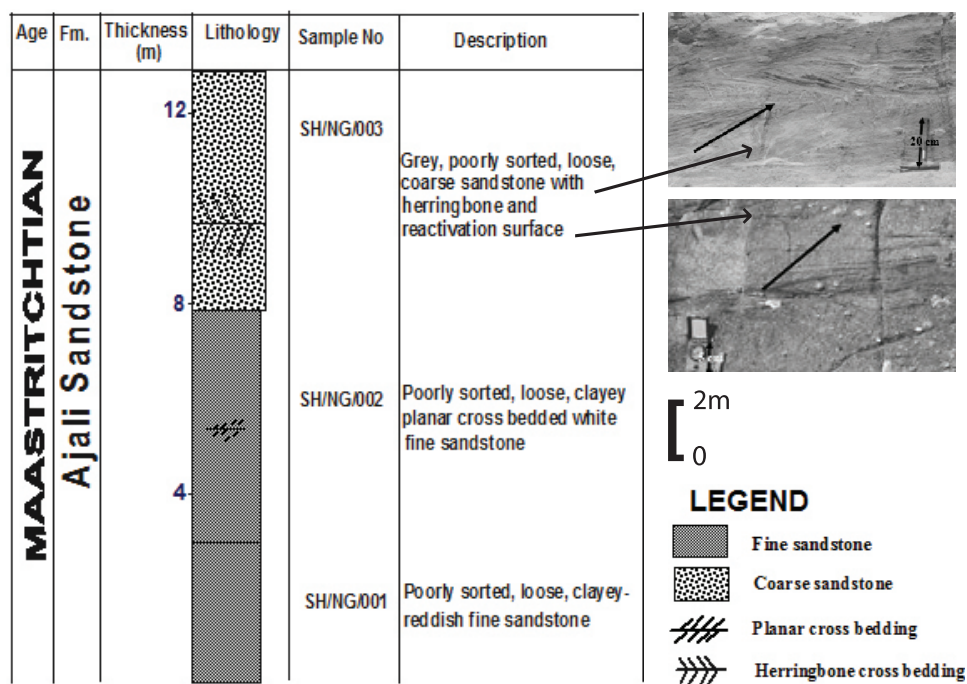 Age Fm. Thickness (m) Lithology Sample No Description
MAASTRITCHTIAN
Ajali Sandstone
12
8
4
SH/NG/003
Grey, poorly sorted, loose,
coarse sandstone with
herringbone and
reactivation surface
SH/NG/002
Poorly sorted, loose, clayey
planar cross bedded white
fine sandstone
SH/NG/001
Poorly sorted, loose, clayey-
reddish fine sandstone
20 cm
2m
0
LEGEND
Fine sandstone
Coarse sandstone
Planar cross bedding
Herringbone cross bedding